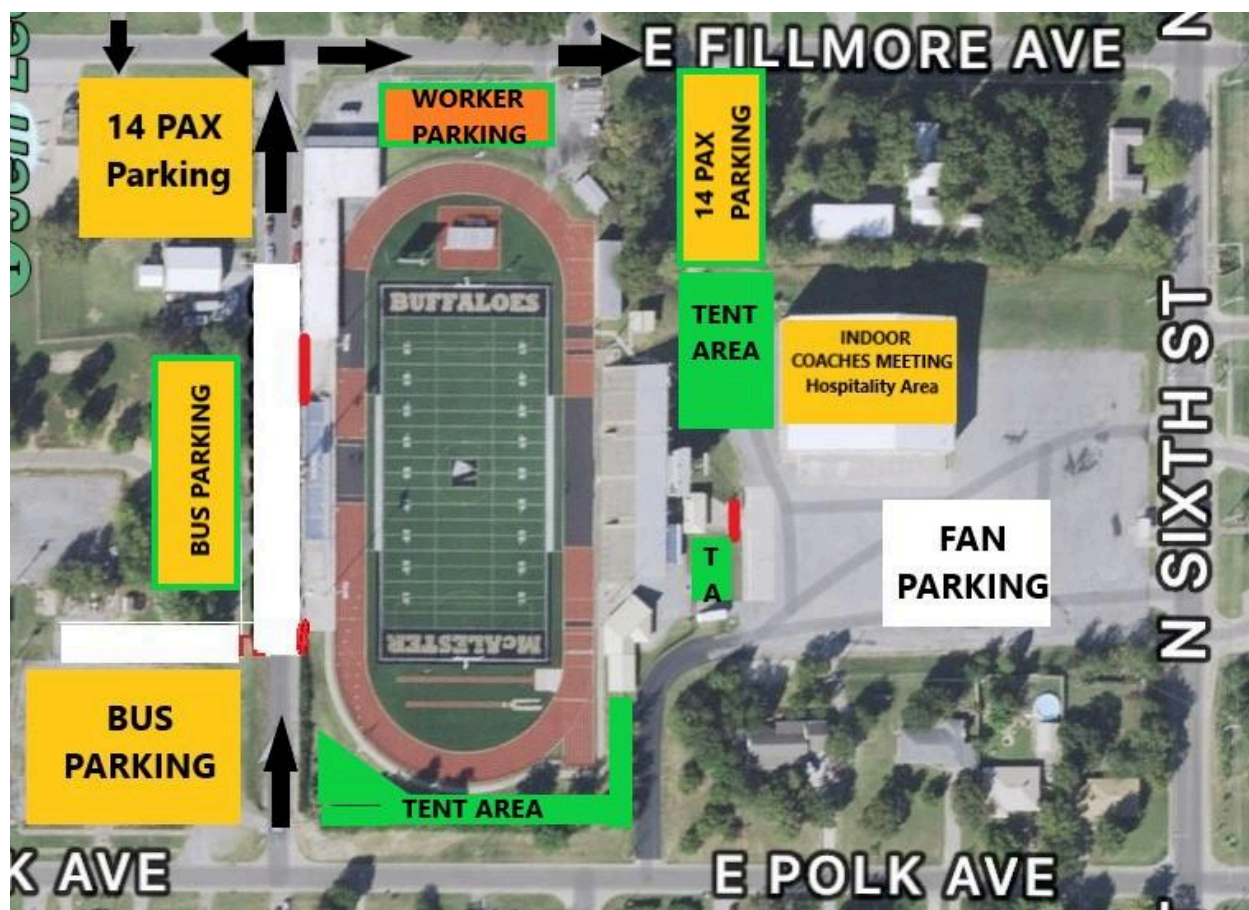 E FILLMORE AVE
N
14 PAX
Parking
WORKER
PARKING
14 PAX
PARKING
BUFFALOES
TENT
AREA
INDOOR
COACHES MEETING
Hospitality Area
BUS PARKING
N SIXTH ST
T
A
FAN
PARKING
McALESTER
BUS
PARKING
TENT AREA
K AVE
E POLK AVE